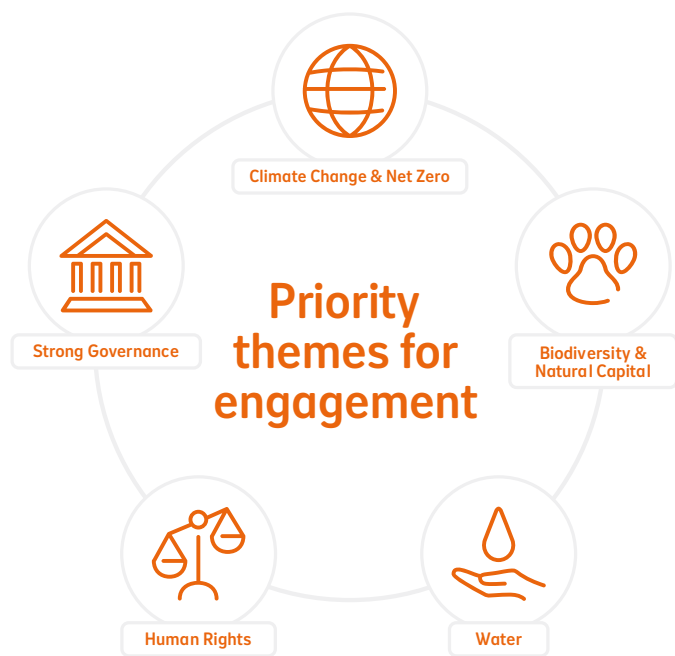 Climate Change & Net Zero
Strong Governance
Priority
themes for
engagement
Biodiversity &
Natural Capital
Human Rights
Water